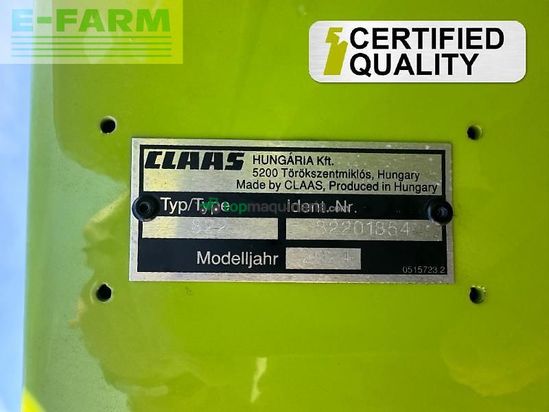 E-FARM
CERTIFIED
QUALITY
CLAAS HUNGÁRIA Kft.
5200 Törökszentmiklós, Hungary
Made by CLAAS, Produced in Hungary
Typ/Type Ident. Nr.
Modelljahr
0515723 2